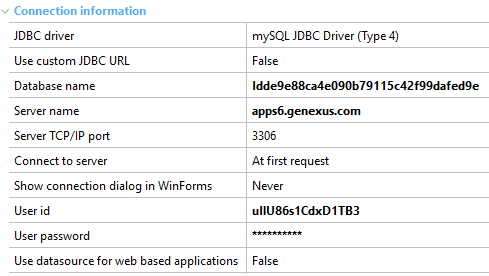 Connection information
JDBC driver mySQL JDBC Driver (Type 4)
Use custom JDBC URL False
Database name Idde9e88ca4e090b79115c42f99dafed9e
Server name apps6.genexus.com
Server TCP/IP port 3306
Connect to server At first request
Show connection dialog in WinForms Never
User id uIIU86s1CdxD1TB3
User password **********
Use datasource for web based applications False